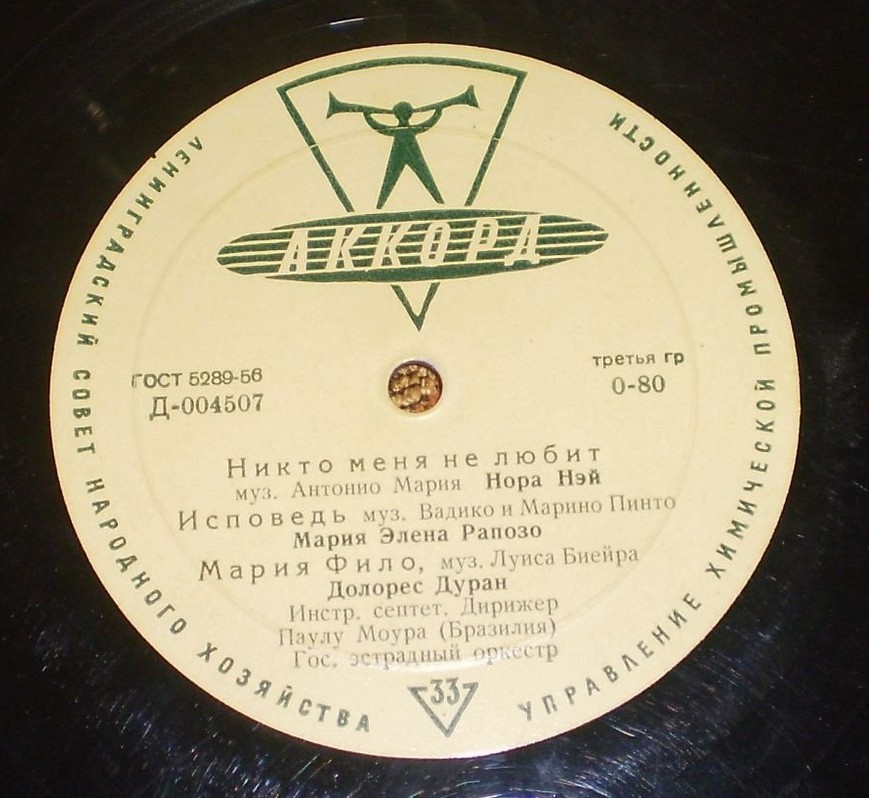 АККОРД
ЛЕНИНГРАДСКИЙ СОВЕТ НАРОДНОГО ХОЗЯЙСТВА
УПРАВЛЕНИЕ ХИМИЧЕСКОЙ ПРОМЫШЛЕННОСТИ
ГОСТ 5289-56
Д-004507
третья гр
0-80
Никто меня не любит
муз. Антонио Мария Нора Нэй
Исповедь муз. Вадико и Марино Пинто
Мария Элена Рапозо
Мария Фило, муз. Луиса Биейра
Долорес Дуран
Инстр. септет. Дирижер
Паулу Моура (Бразилия)
Гос. эстрадный оркестр
33